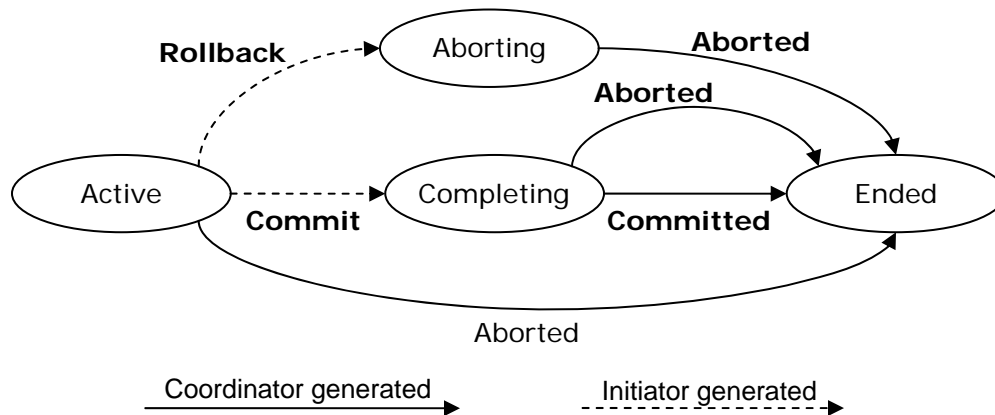 Rollback
Aborting
Aborted
Aborted
Active
Commit
Completing
Committed
Ended
Aborted
Coordinator generated
Initiator generated